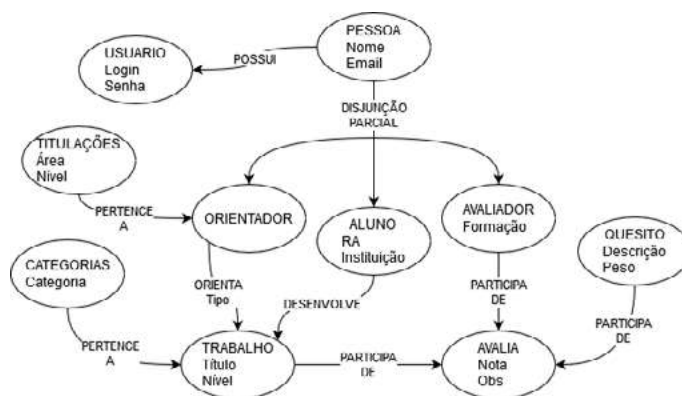 PESSOA
Nome
Email
POSSUI
USUARIO
Login
Senha
DISJUNÇÃO
PARCIAL
TITULAÇÕES
Área
Nível
PERTENCE
A
ORIENTADOR
ALUNO
RA
Instituição
AVALIADOR
Formação
QUESITO
Descrição
Peso
CATEGORIAS
Categoria
ORIENTA
Tipo
DESENVOLVE
PARTICIPA
DE
PARTICIPA
DE
PERTENCE
A
TRABALHO
Título
Nível
PARTICIPA
DE
AVALIA
Nota
Obs